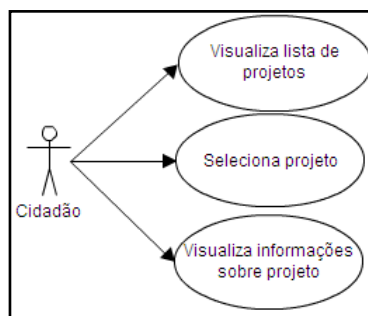 Visualiza lista de
projetos
Seleciona projeto
Cidadão
Visualiza informações
sobre projeto